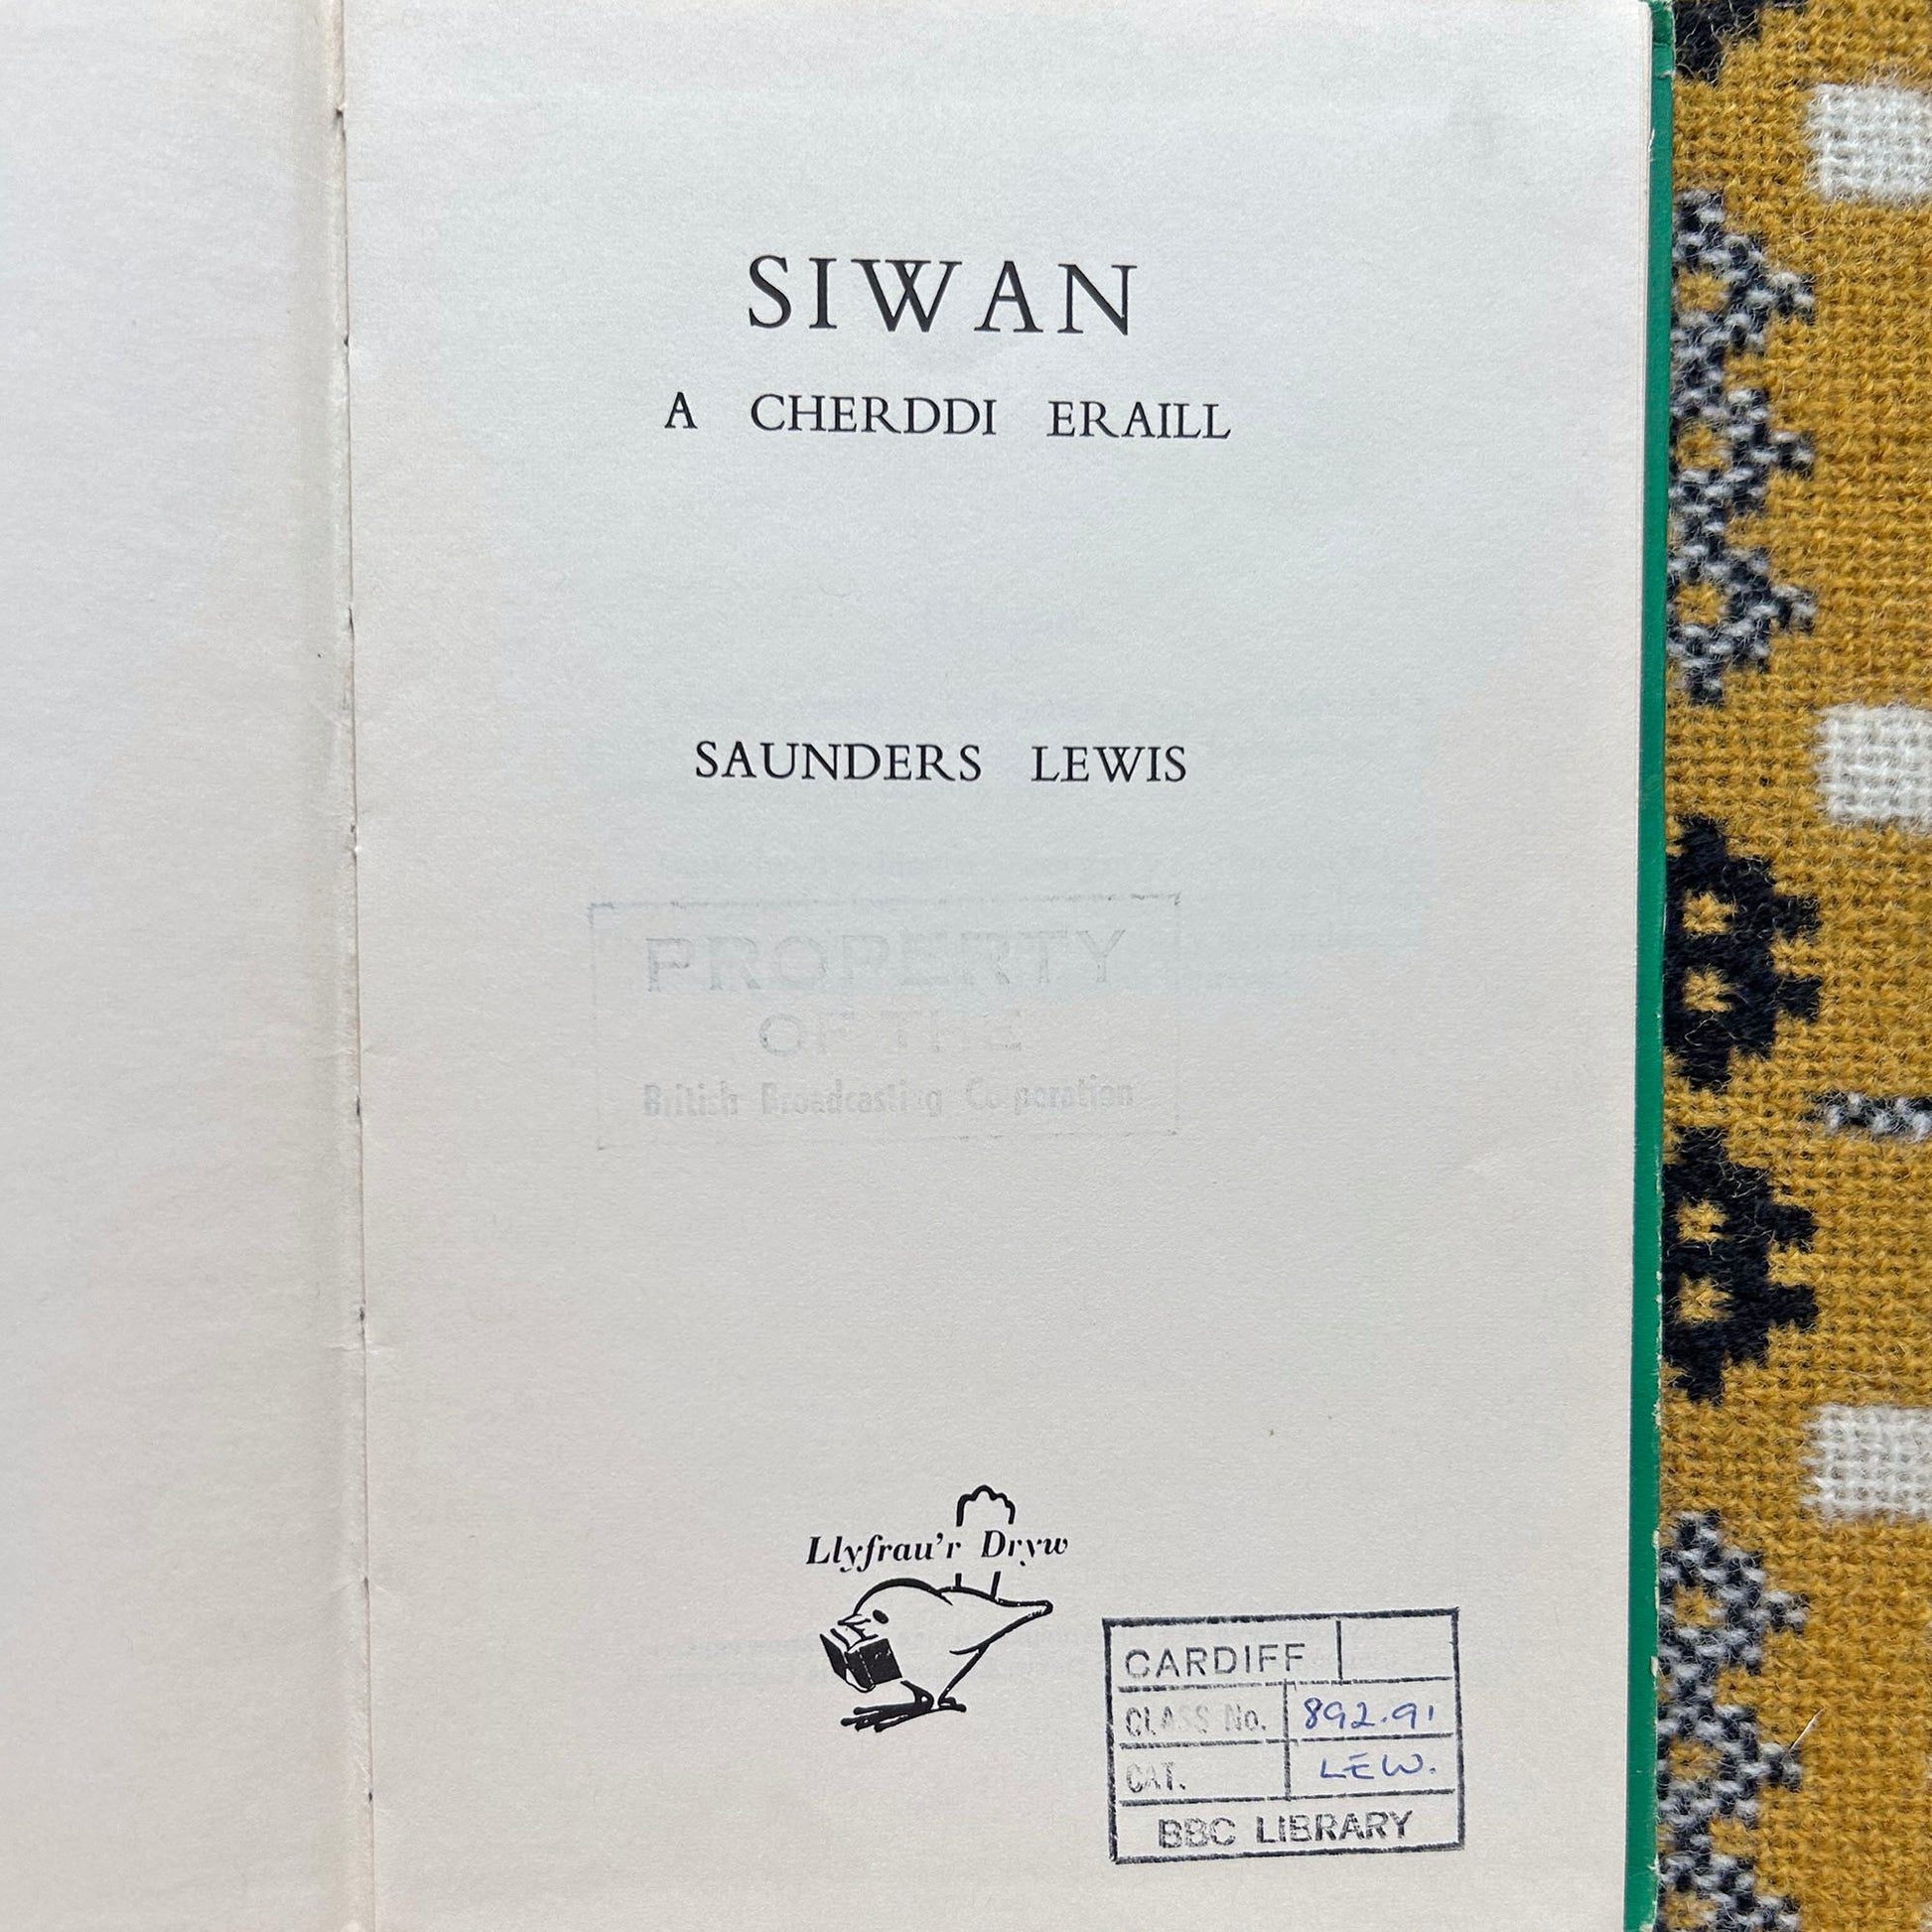 SIWAN
A CHERDDI ERAILL
SAUNDERS LEWIS
PROPERTY
OF THE
British Broadcasting Corporation
Llyfrau'r Dryw
CARDIFF
CLASS No. 892.91
CAT. LEW.
BBC LIBRARY